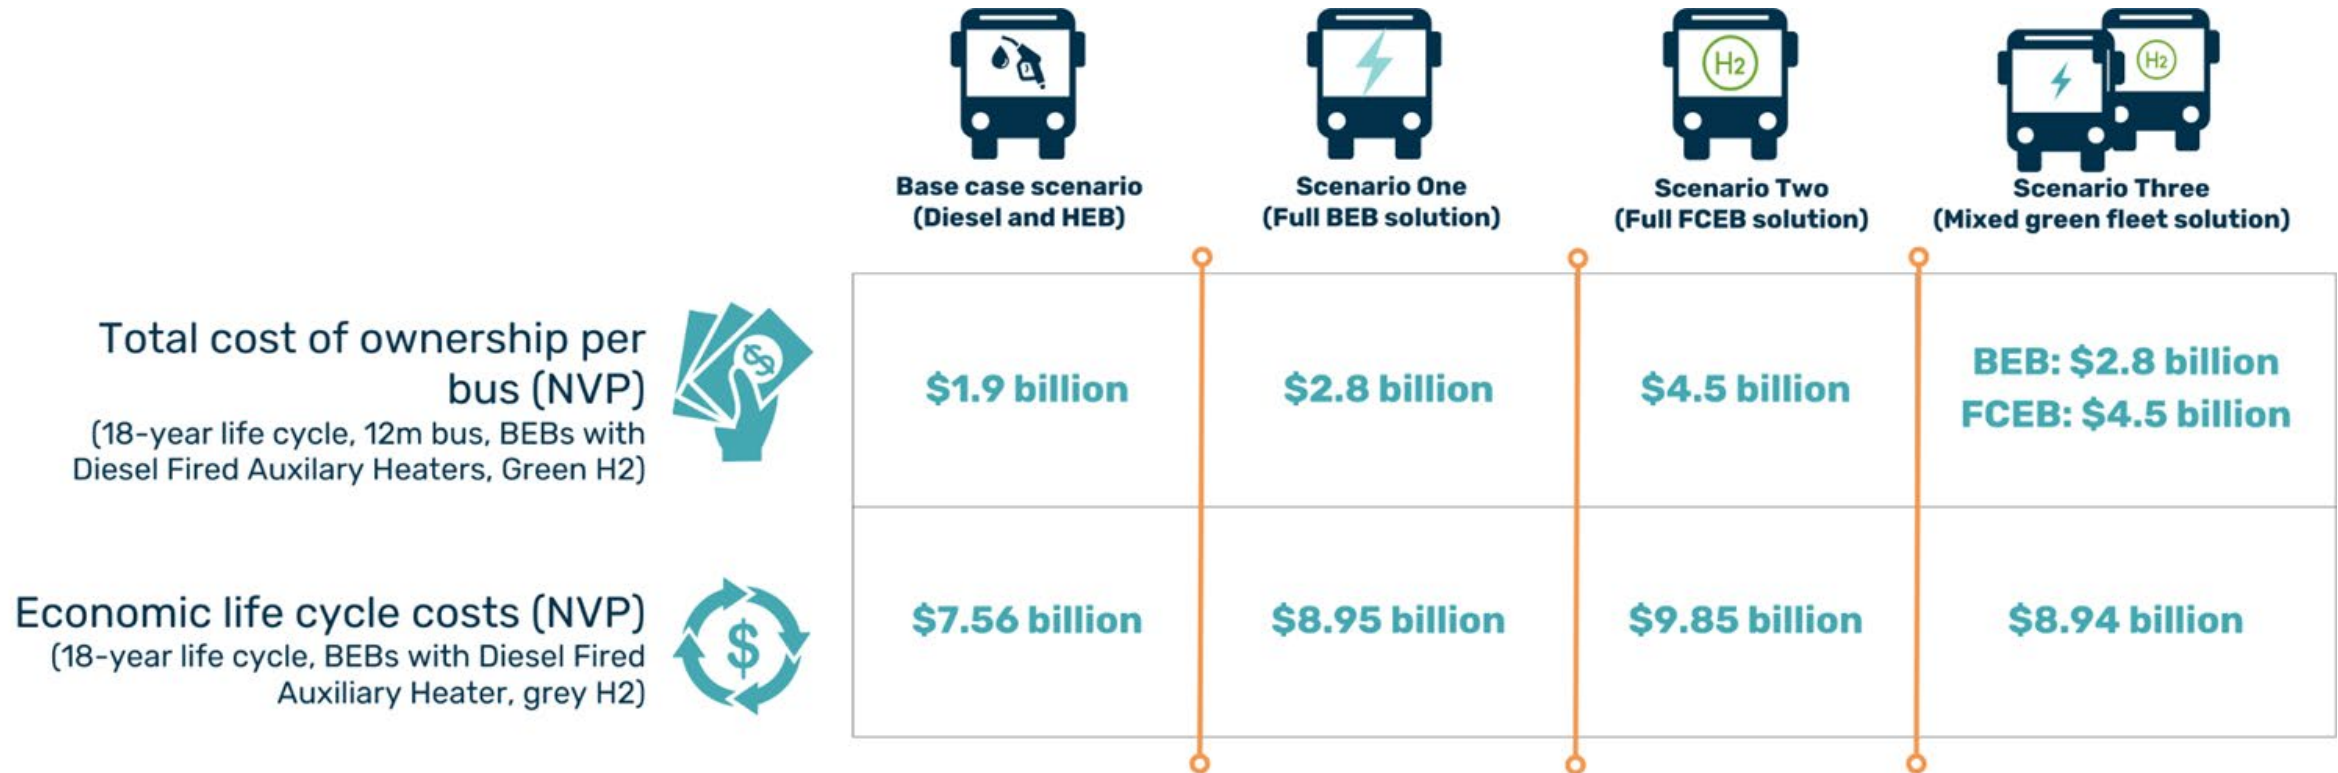 H2
H2
Base case scenario
(Diesel and HEB)
Scenario One
(Full BEB solution)
Scenario Two
(Full FCEB solution)
Scenario Three
(Mixed green fleet solution)
Total cost of ownership per
bus (NVP)
(18-year life cycle, 12m bus, BEBs with
Diesel Fired Auxilary Heaters, Green H2)
$
$1.9 billion
$2.8 billion
$4.5 billion
BEB: $2.8 billion
FCEB: $4.5 billion
Economic life cycle costs (NVP)
(18-year life cycle, BEBs with Diesel Fired
Auxiliary Heater, grey H2)
$
$7.56 billion
$8.95 billion
$9.85 billion
$8.94 billion